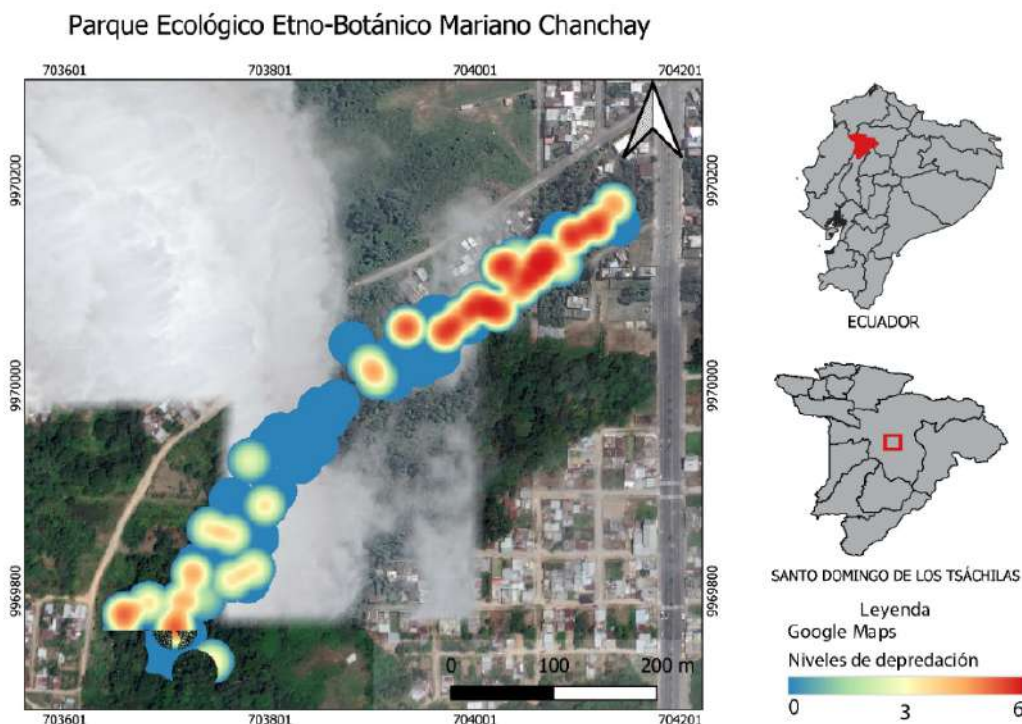 Parque Ecológico Etno-Botánico Mariano Chanchay
703601 703801 704001 704201
9970200 9970200
9970000 9970000
9969800 9969800
0 100 200 m
703601 703801 704001 704201
ECUADOR
SANTO DOMINGO DE LOS TSÁCHILAS
Leyenda
Google Maps
Niveles de depredación
0 3 6